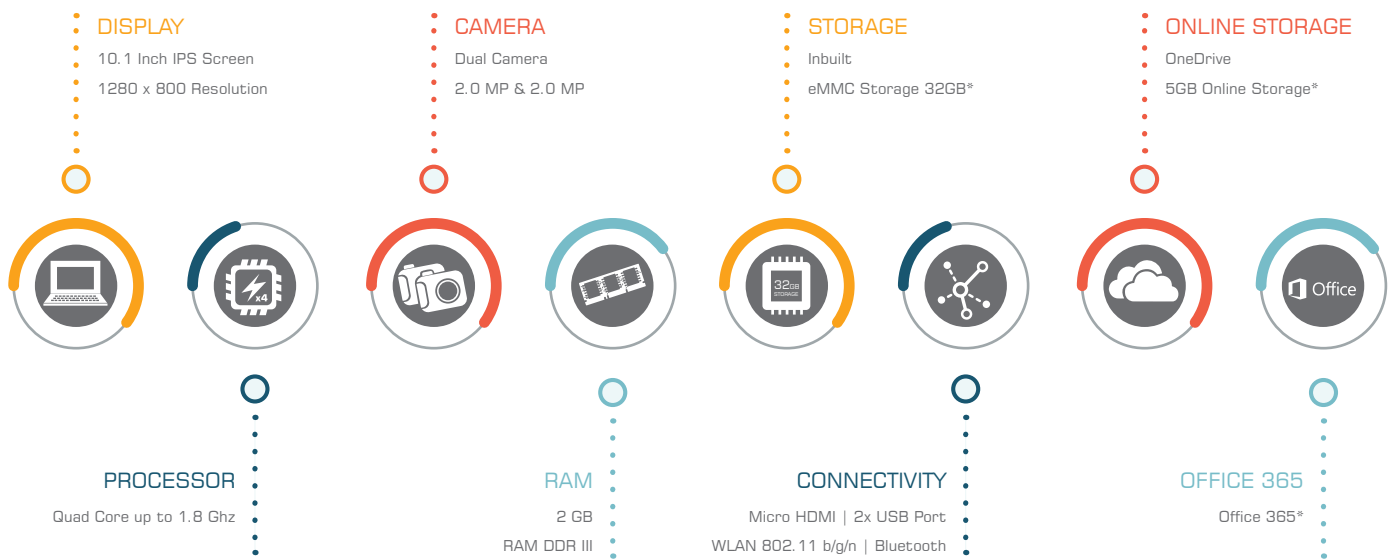 DISPLAY
10.1 Inch IPS Screen
1280 x 800 Resolution
CAMERA
Dual Camera
2.0 MP & 2.0 MP
STORAGE
Inbuilt
eMMC Storage 32GB*
ONLINE STORAGE
OneDrive
5GB Online Storage*
x4
32GB
STORAGE
Office
PROCESSOR
Quad Core up to 1.8 Ghz
RAM
2 GB
RAM DDR III
CONNECTIVITY
Micro HDMI | 2x USB Port
WLAN 802.11 b/g/n | Bluetooth
OFFICE 365
Office 365*